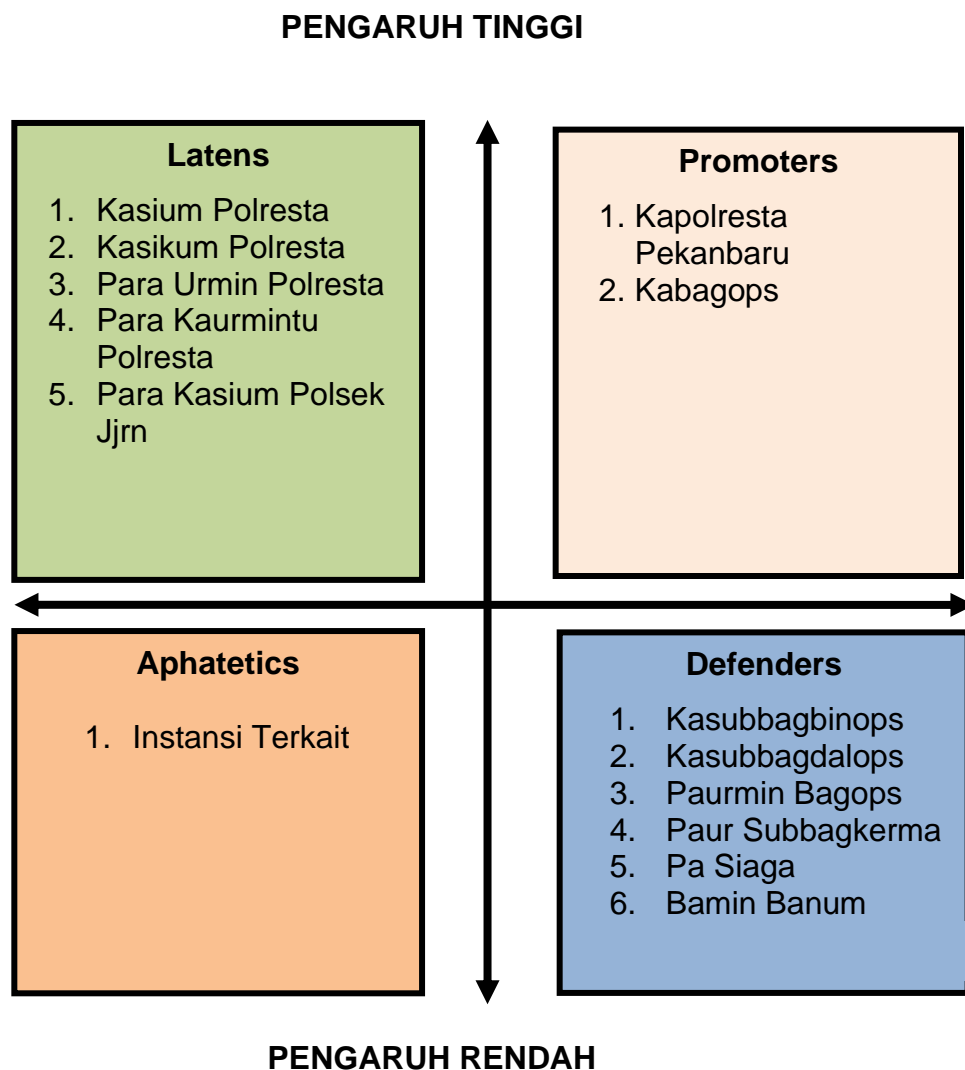 PENGARUH TINGGI
Latens
1. Kasium Polresta
2. Kasikum Polresta
3. Para Urmin Polresta
4. Para Kaurmintu
Polresta
5. Para Kasium Polsek
Jjrn
Promoters
1. Kapolresta
Pekanbaru
2. Kabagops
Aphatetics
1. Instansi Terkait
Defenders
1. Kasubbagbinops
2. Kasubbagdalops
3. Paurmin Bagops
4. Paur Subbagkerma
5. Pa Siaga
6. Bamin Banum
PENGARUH RENDAH